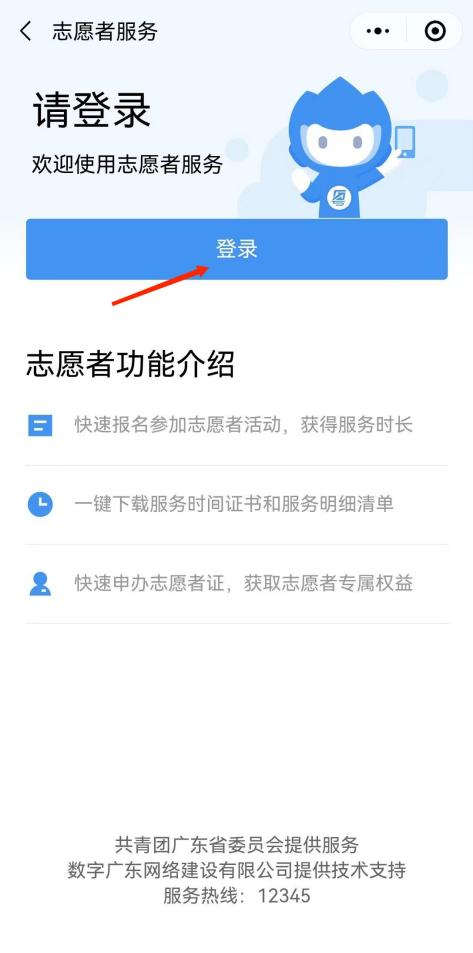 志愿者服务
请登录
欢迎使用志愿者服务
登录
志愿者功能介绍
快速报名参加志愿者活动，获得服务时长
一键下载服务时间证书和服务明细清单
快速申办志愿者证，获取志愿者专属权益
共青团广东省委员会提供服务
数字广东网络建设有限公司提供技术支持
服务热线：12345